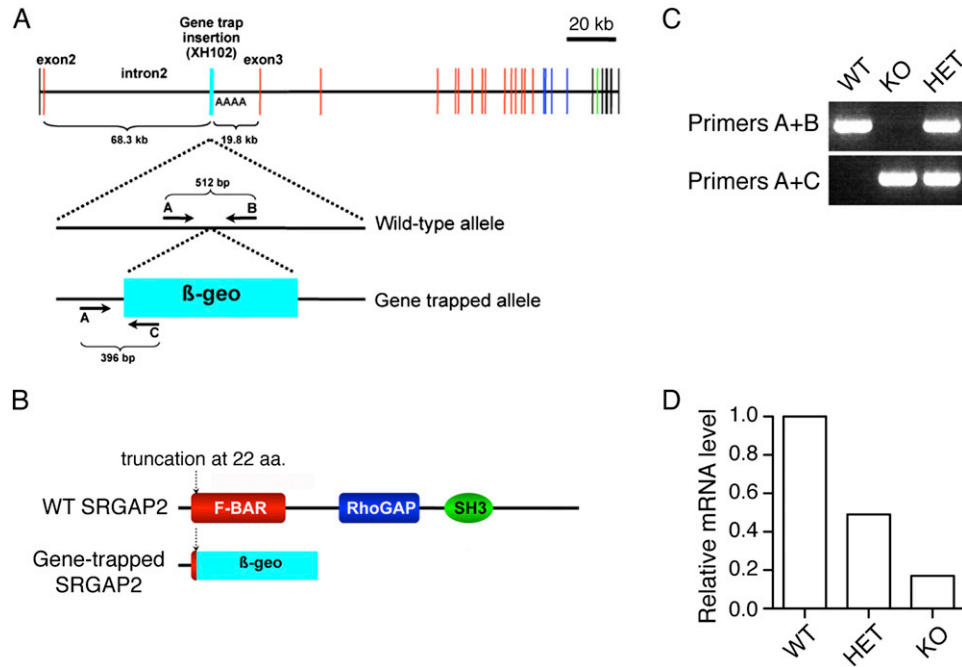 A
Gene trap
insertion
(XH102)
20 kb
exon2
intron2
exon3
AAAA
68.3 kb
19.8 kb
512 bp
A
B
Wild-type allele
ß-geo
Gene trapped allele
A
C
396 bp
B
truncation at 22 aa.
WT SRGAP2
F-BAR
RhoGAP
SH3
Gene-trapped
SRGAP2
ß-geo
C
WT
KO
HET
Primers A+B
Primers A+C
D
Relative mRNA level
1.0
0.8
0.6
0.4
0.2
0.0
WT
HET
KO